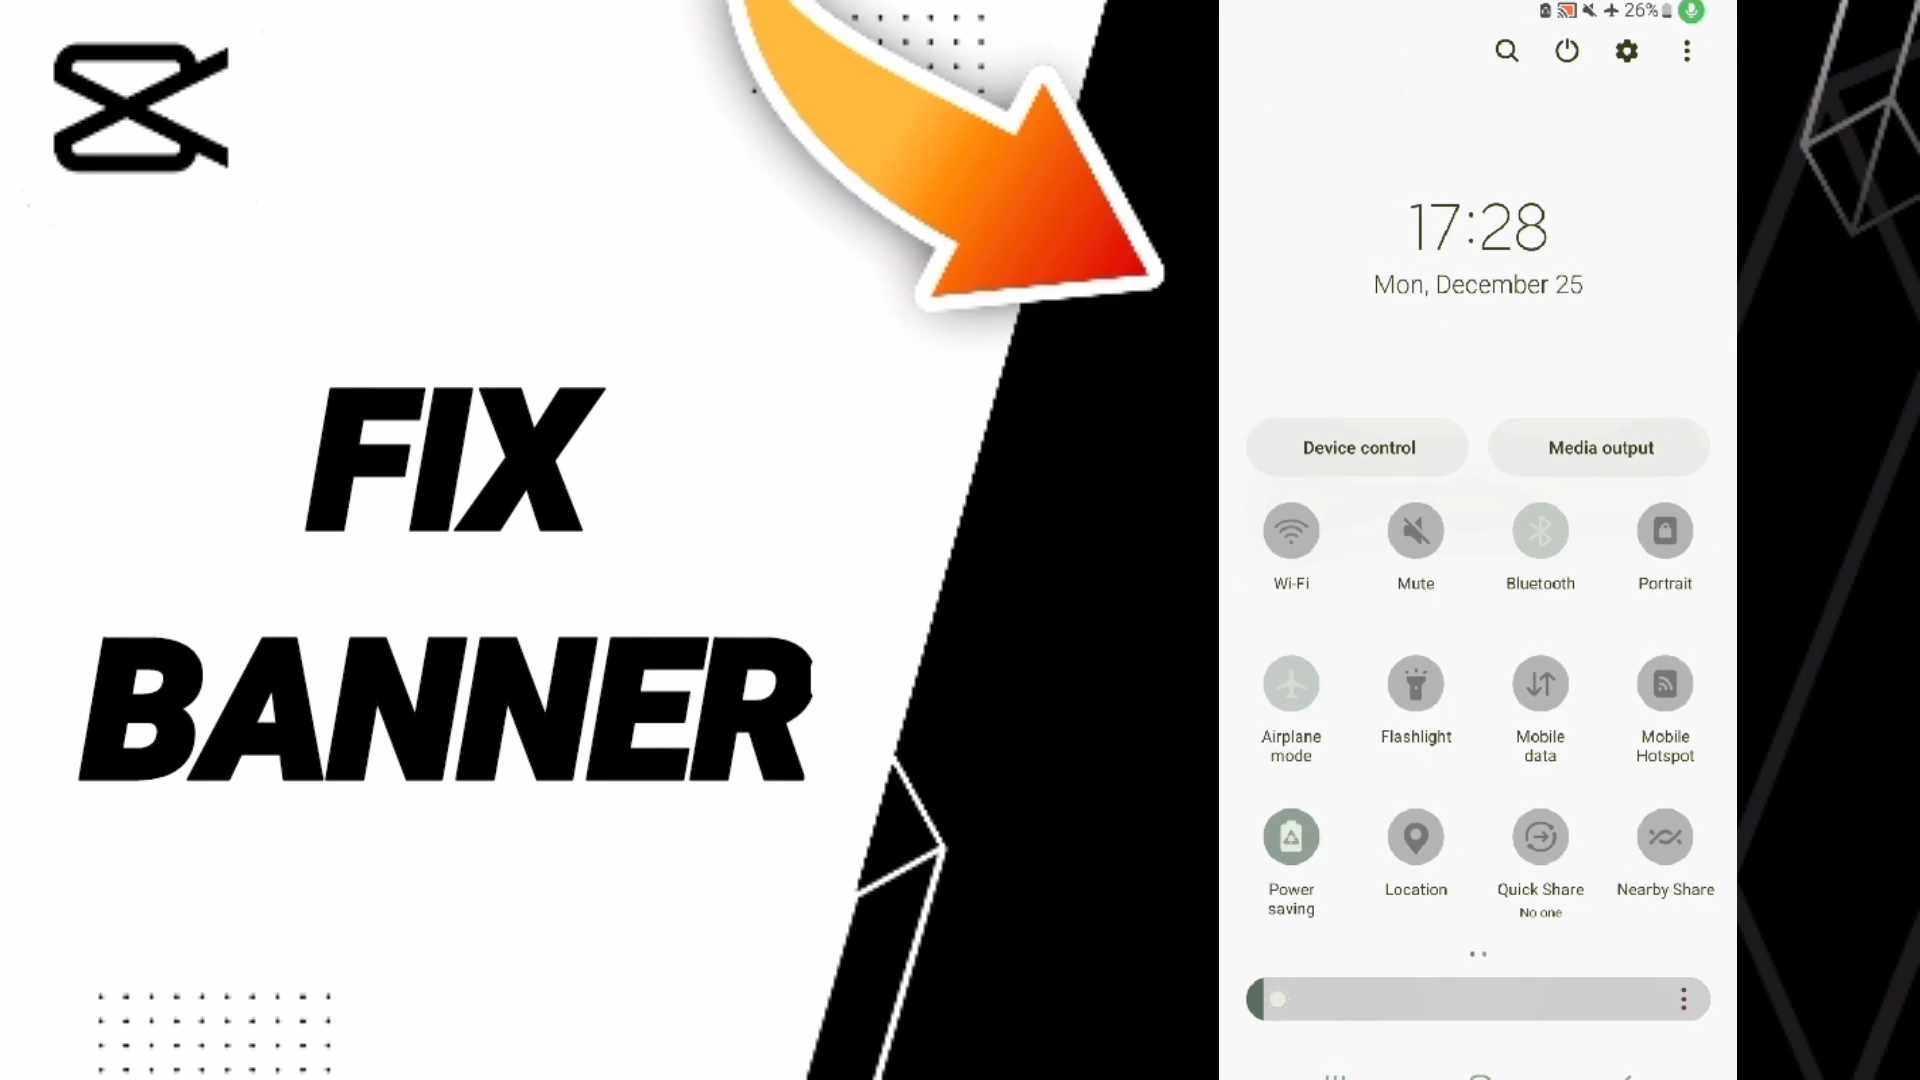 FIX
BANNER
26%
17:28
Mon, December 25
Device control
Media output
Wi-Fi
Mute
Bluetooth
Portrait
Airplane
mode
Flashlight
Mobile
data
Mobile
Hotspot
Power
saving
Location
Quick Share
No one
Nearby Share